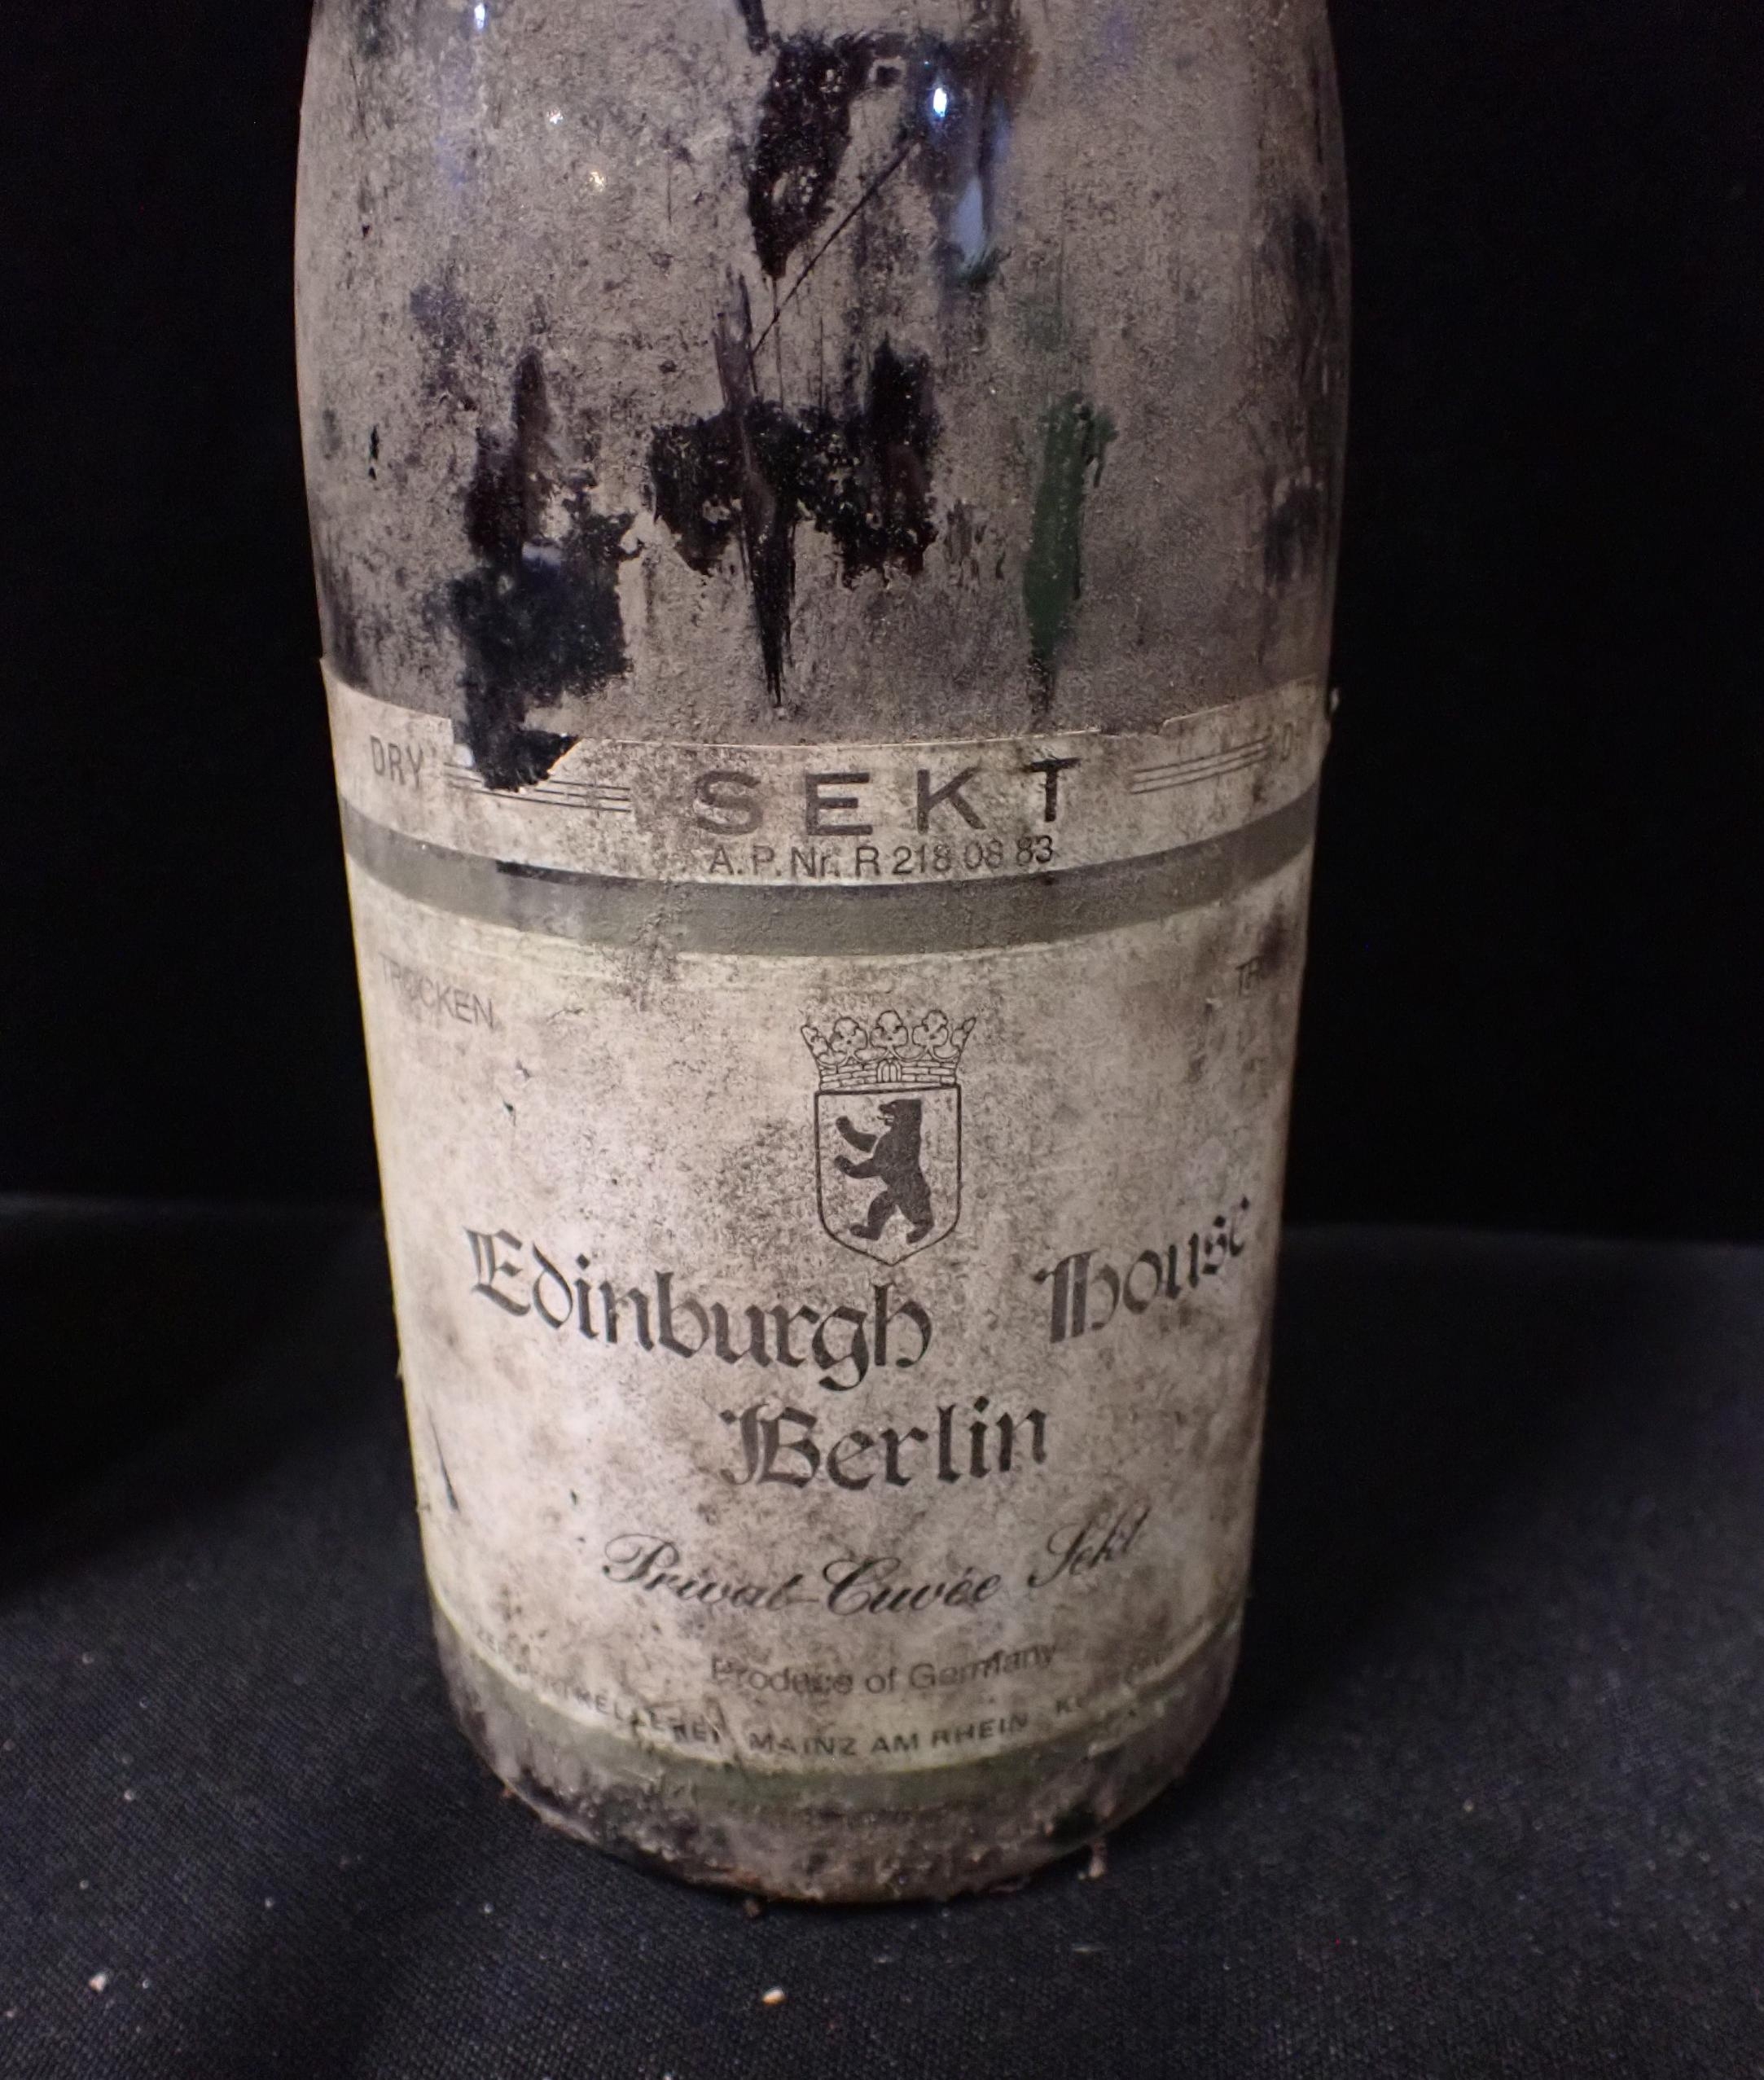 DRY SEKT
A.P.Nr. R 218 08 83
TROCKEN
Edinburgh House
Berlin
Privat-Cuvée Sekt
Produce of Germany
MAINZ AM RHEIN